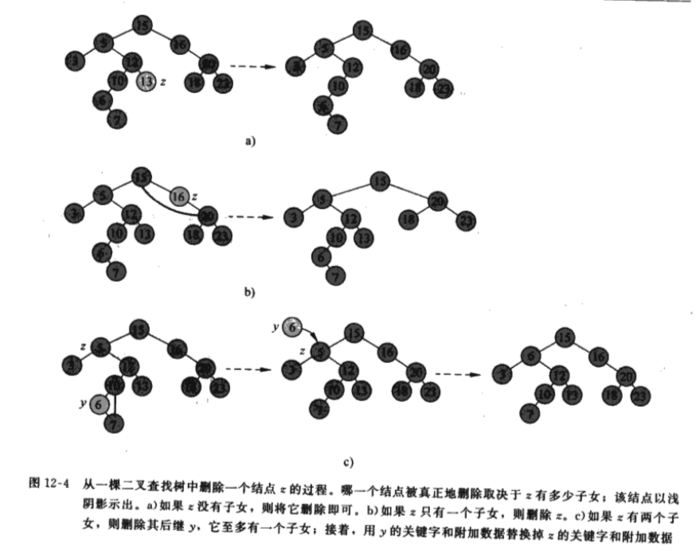 15
5 16
3 12 20
10 13 z 18 23
6
7
15
5 16
3 12 20
10 18 23
6
7
a)
15
5 16 z
3 12 20
10 13 18 23
6
7
15
5 20
3 12 18 23
10 13
6
7
b)
15
z 5 16
3 12 20
10 13 18 23
y 6
7
y 6
15
z 5 16
3 12 20
10 13 18 23
7
15
6 16
3 12 20
10 13 18 23
7
c)
图 12-4 从一棵二叉查找树中删除一个结点 z 的过程。哪一个结点被真正地删除取决于 z 有多少子女;该结点以浅
阴影示出。a)如果 z 没有子女,则将它删除即可。b)如果 z 只有一个子女,则删除 z。c)如果 z 有两个子
女,则删除其后继 y,它至多有一个子女;接着,用 y 的关键字和附加数据替换掉 z 的关键字和附加数据